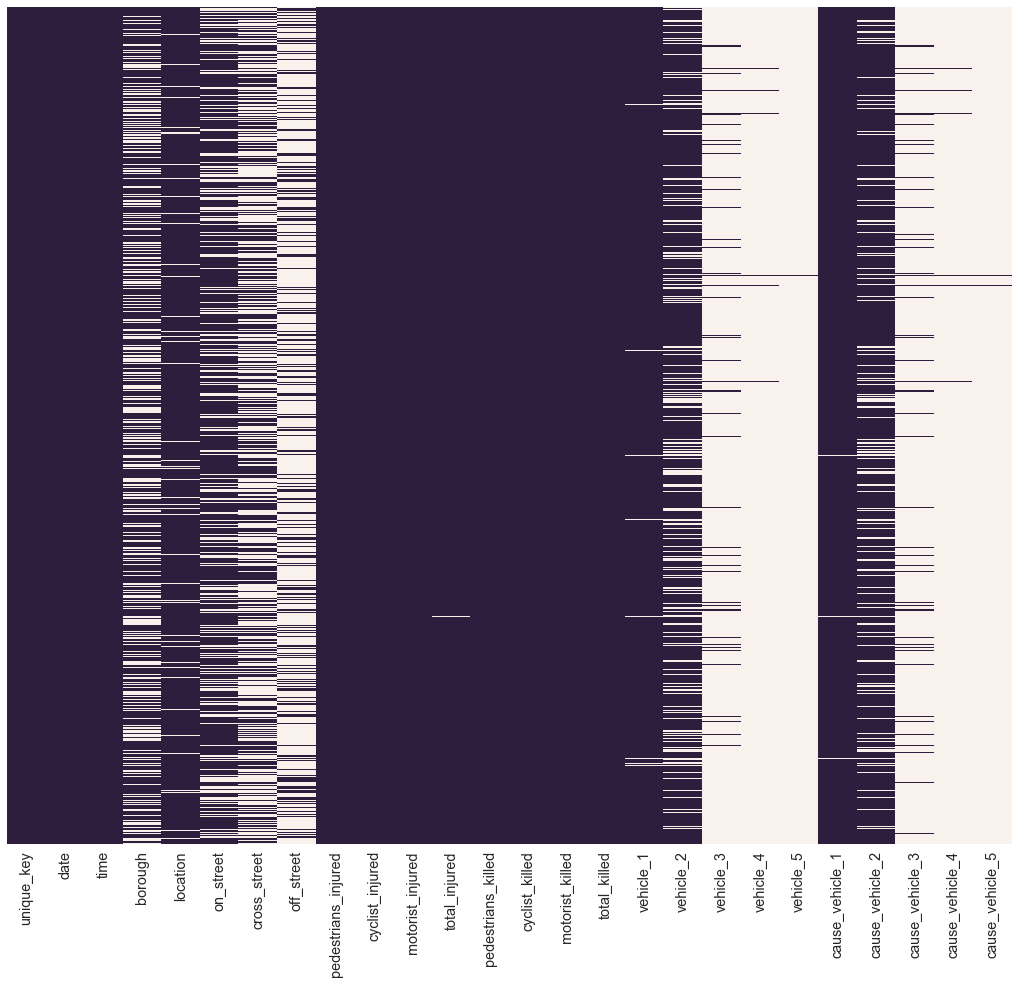 unique_key
date
time
borough
location
on_street
cross_street
off_street
pedestrians_injured
cyclist_injured
motorist_injured
total_injured
pedestrians_killed
cyclist_killed
motorist_killed
total_killed
vehicle_1
vehicle_2
vehicle_3
vehicle_4
vehicle_5
cause_vehicle_1
cause_vehicle_2
cause_vehicle_3
cause_vehicle_4
cause_vehicle_5